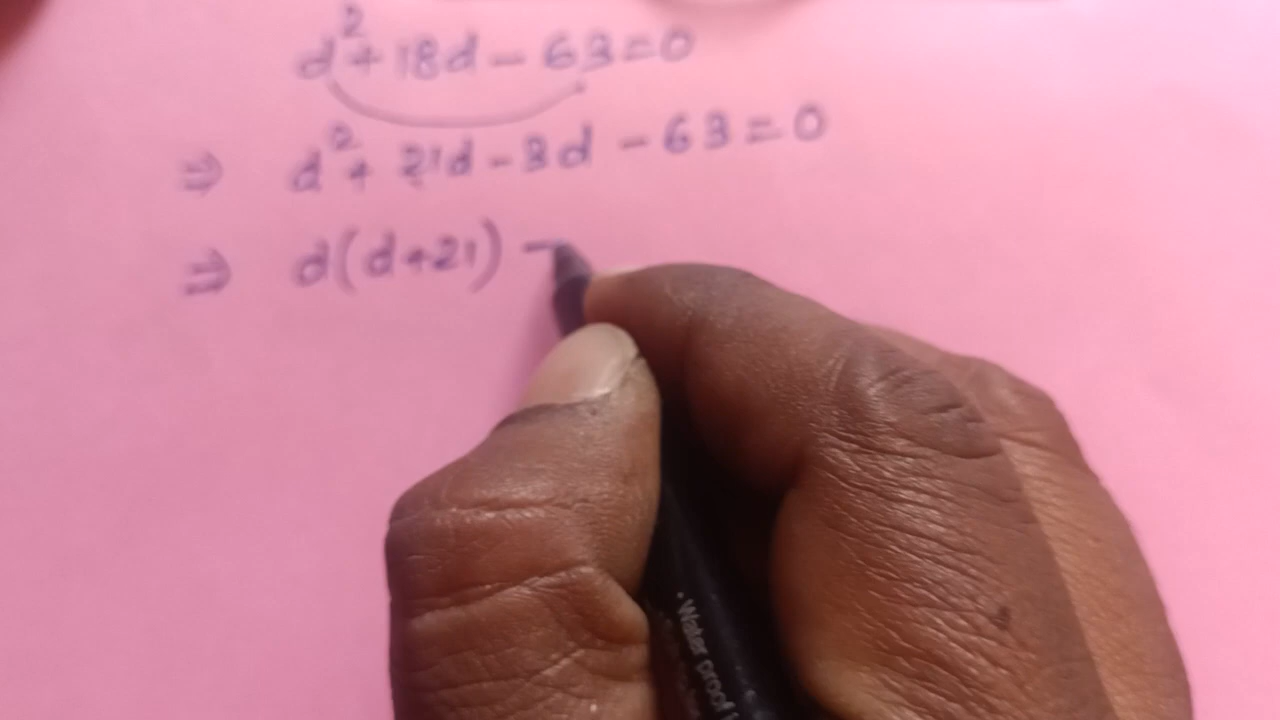 d² + 18d - 63 = 0
⇒ d² + 21d - 3d - 63 = 0
⇒ d(d+21) -
Water proof